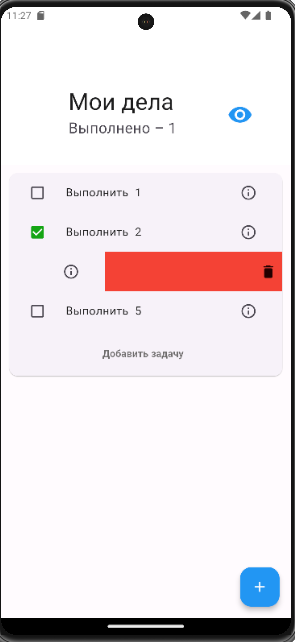 11:27
Мои дела
Выполнено – 1
Выполнить 1
Выполнить 2
Выполнить 5
Добавить задачу